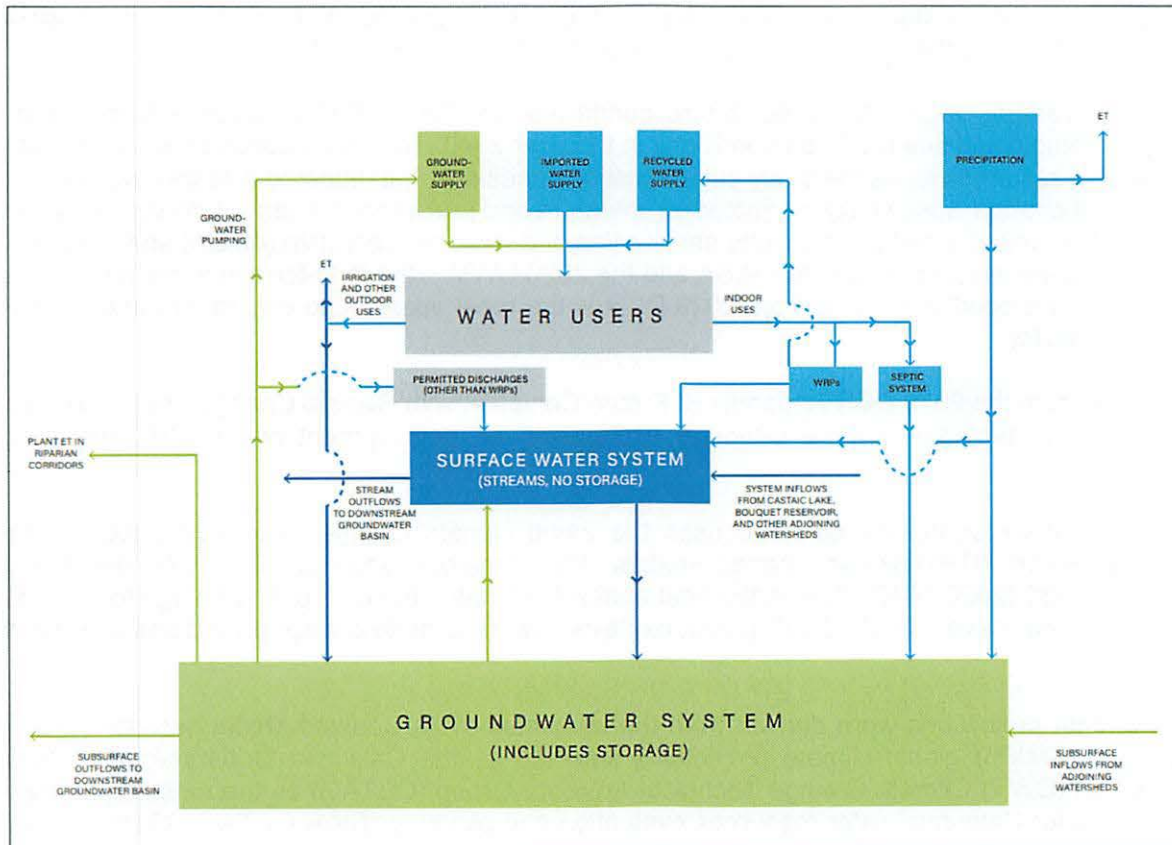 ET
GROUND-
WATER
SUPPLY
IMPORTED
WATER
SUPPLY
RECYCLED
WATER
SUPPLY
PRECIPITATION
GROUND-
WATER
PUMPING
ET
IRRIGATION
AND OTHER
OUTDOOR
USES
WATER USERS
INDOOR
USES
PERMITTED DISCHARGES
(OTHER THAN WRPs)
WRPs
SEPTIC
SYSTEM
PLANT ET IN
RIPARIAN
CORRIDORS
SURFACE WATER SYSTEM
(STREAMS, NO STORAGE)
STREAM
OUTFLOWS
TO DOWNSTREAM
GROUNDWATER
BASIN
SYSTEM INFLOWS
FROM CASTAIC LAKE,
BOUQUET RESERVOIR,
AND OTHER ADJOINING
WATERSHEDS
GROUNDWATER SYSTEM
(INCLUDES STORAGE)
SUBSURFACE
OUTFLOWS TO
DOWNSTREAM
GROUNDWATER BASIN
SUBSURFACE
INFLOWS FROM
ADJOINING
WATERSHEDS